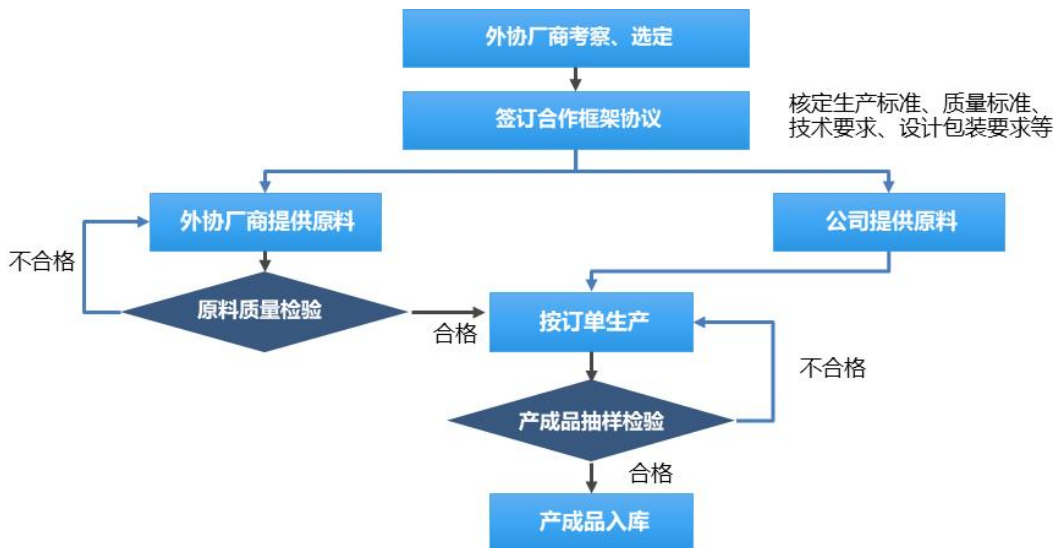 外协厂商考察、选定
签订合作框架协议
核定生产标准、质量标准、
技术要求、设计包装要求等
外协厂商提供原料
公司提供原料
不合格
原料质量检验
合格
按订单生产
不合格
产成品抽样检验
合格
产成品入库